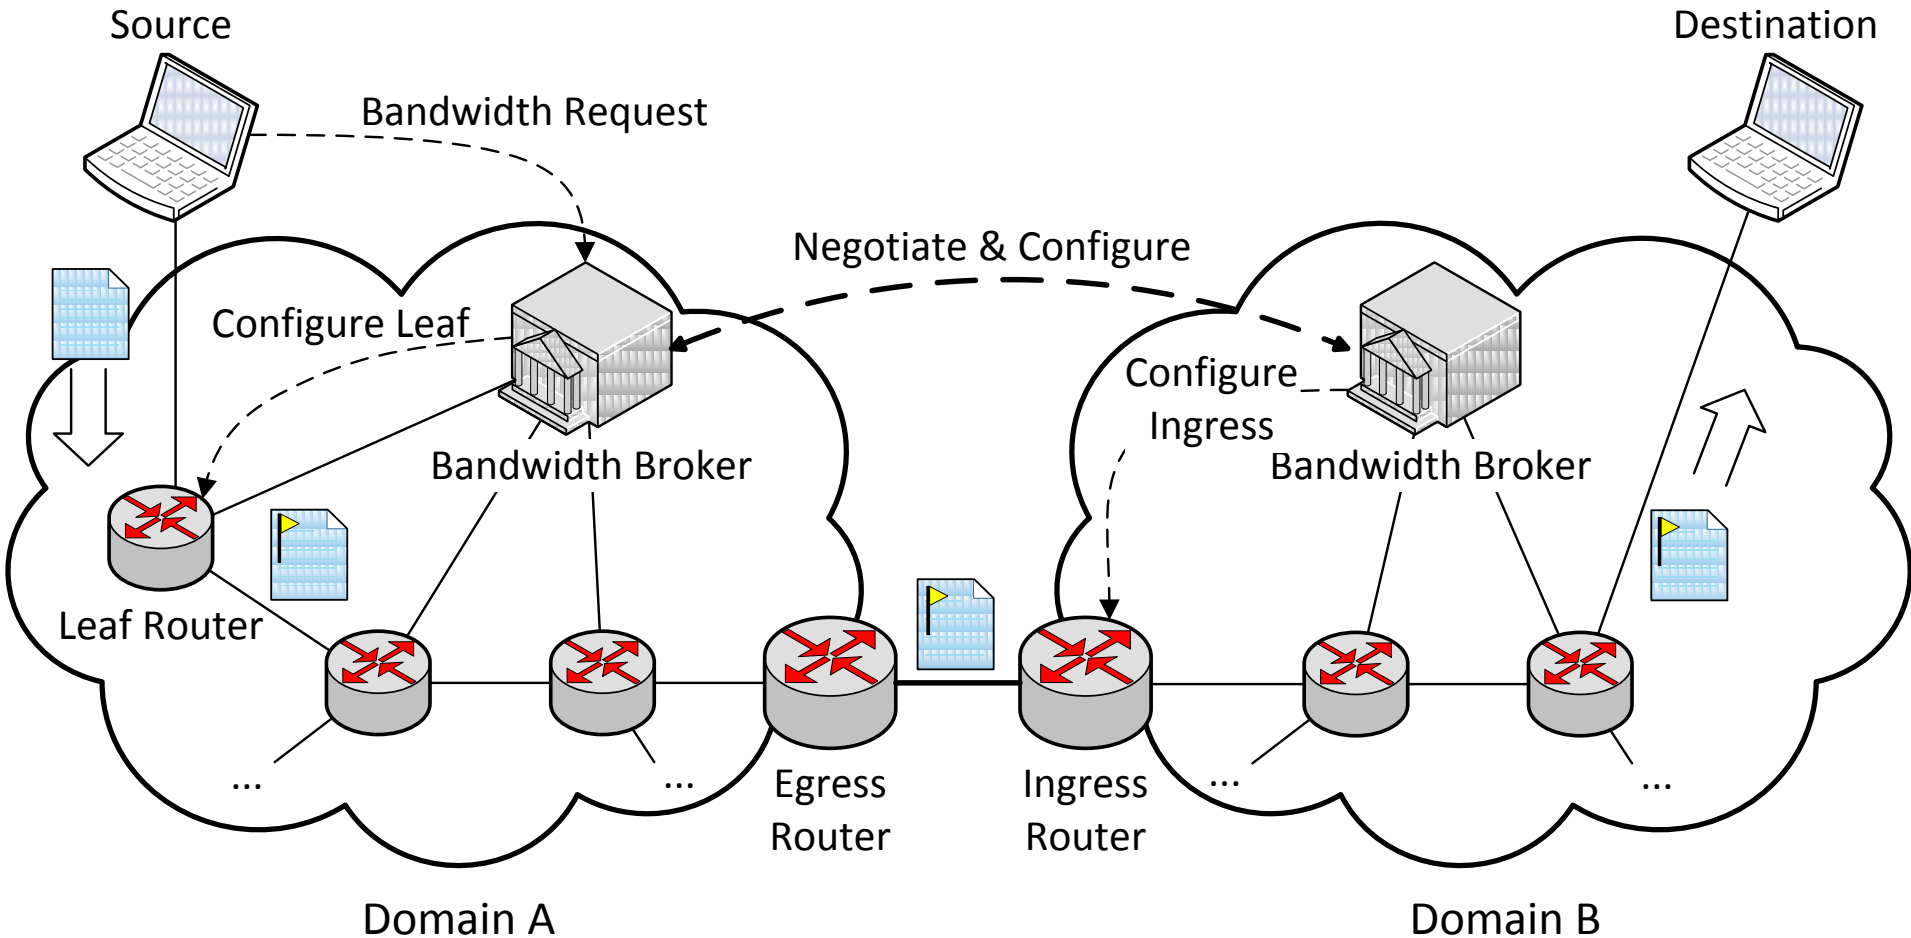 Source
Destination
Bandwidth Request
Negotiate & Configure
Configure Leaf
Configure
Ingress
Bandwidth Broker
Bandwidth Broker
Leaf Router
...
...
...
...
Egress
Router
Ingress
Router
Domain A
Domain B